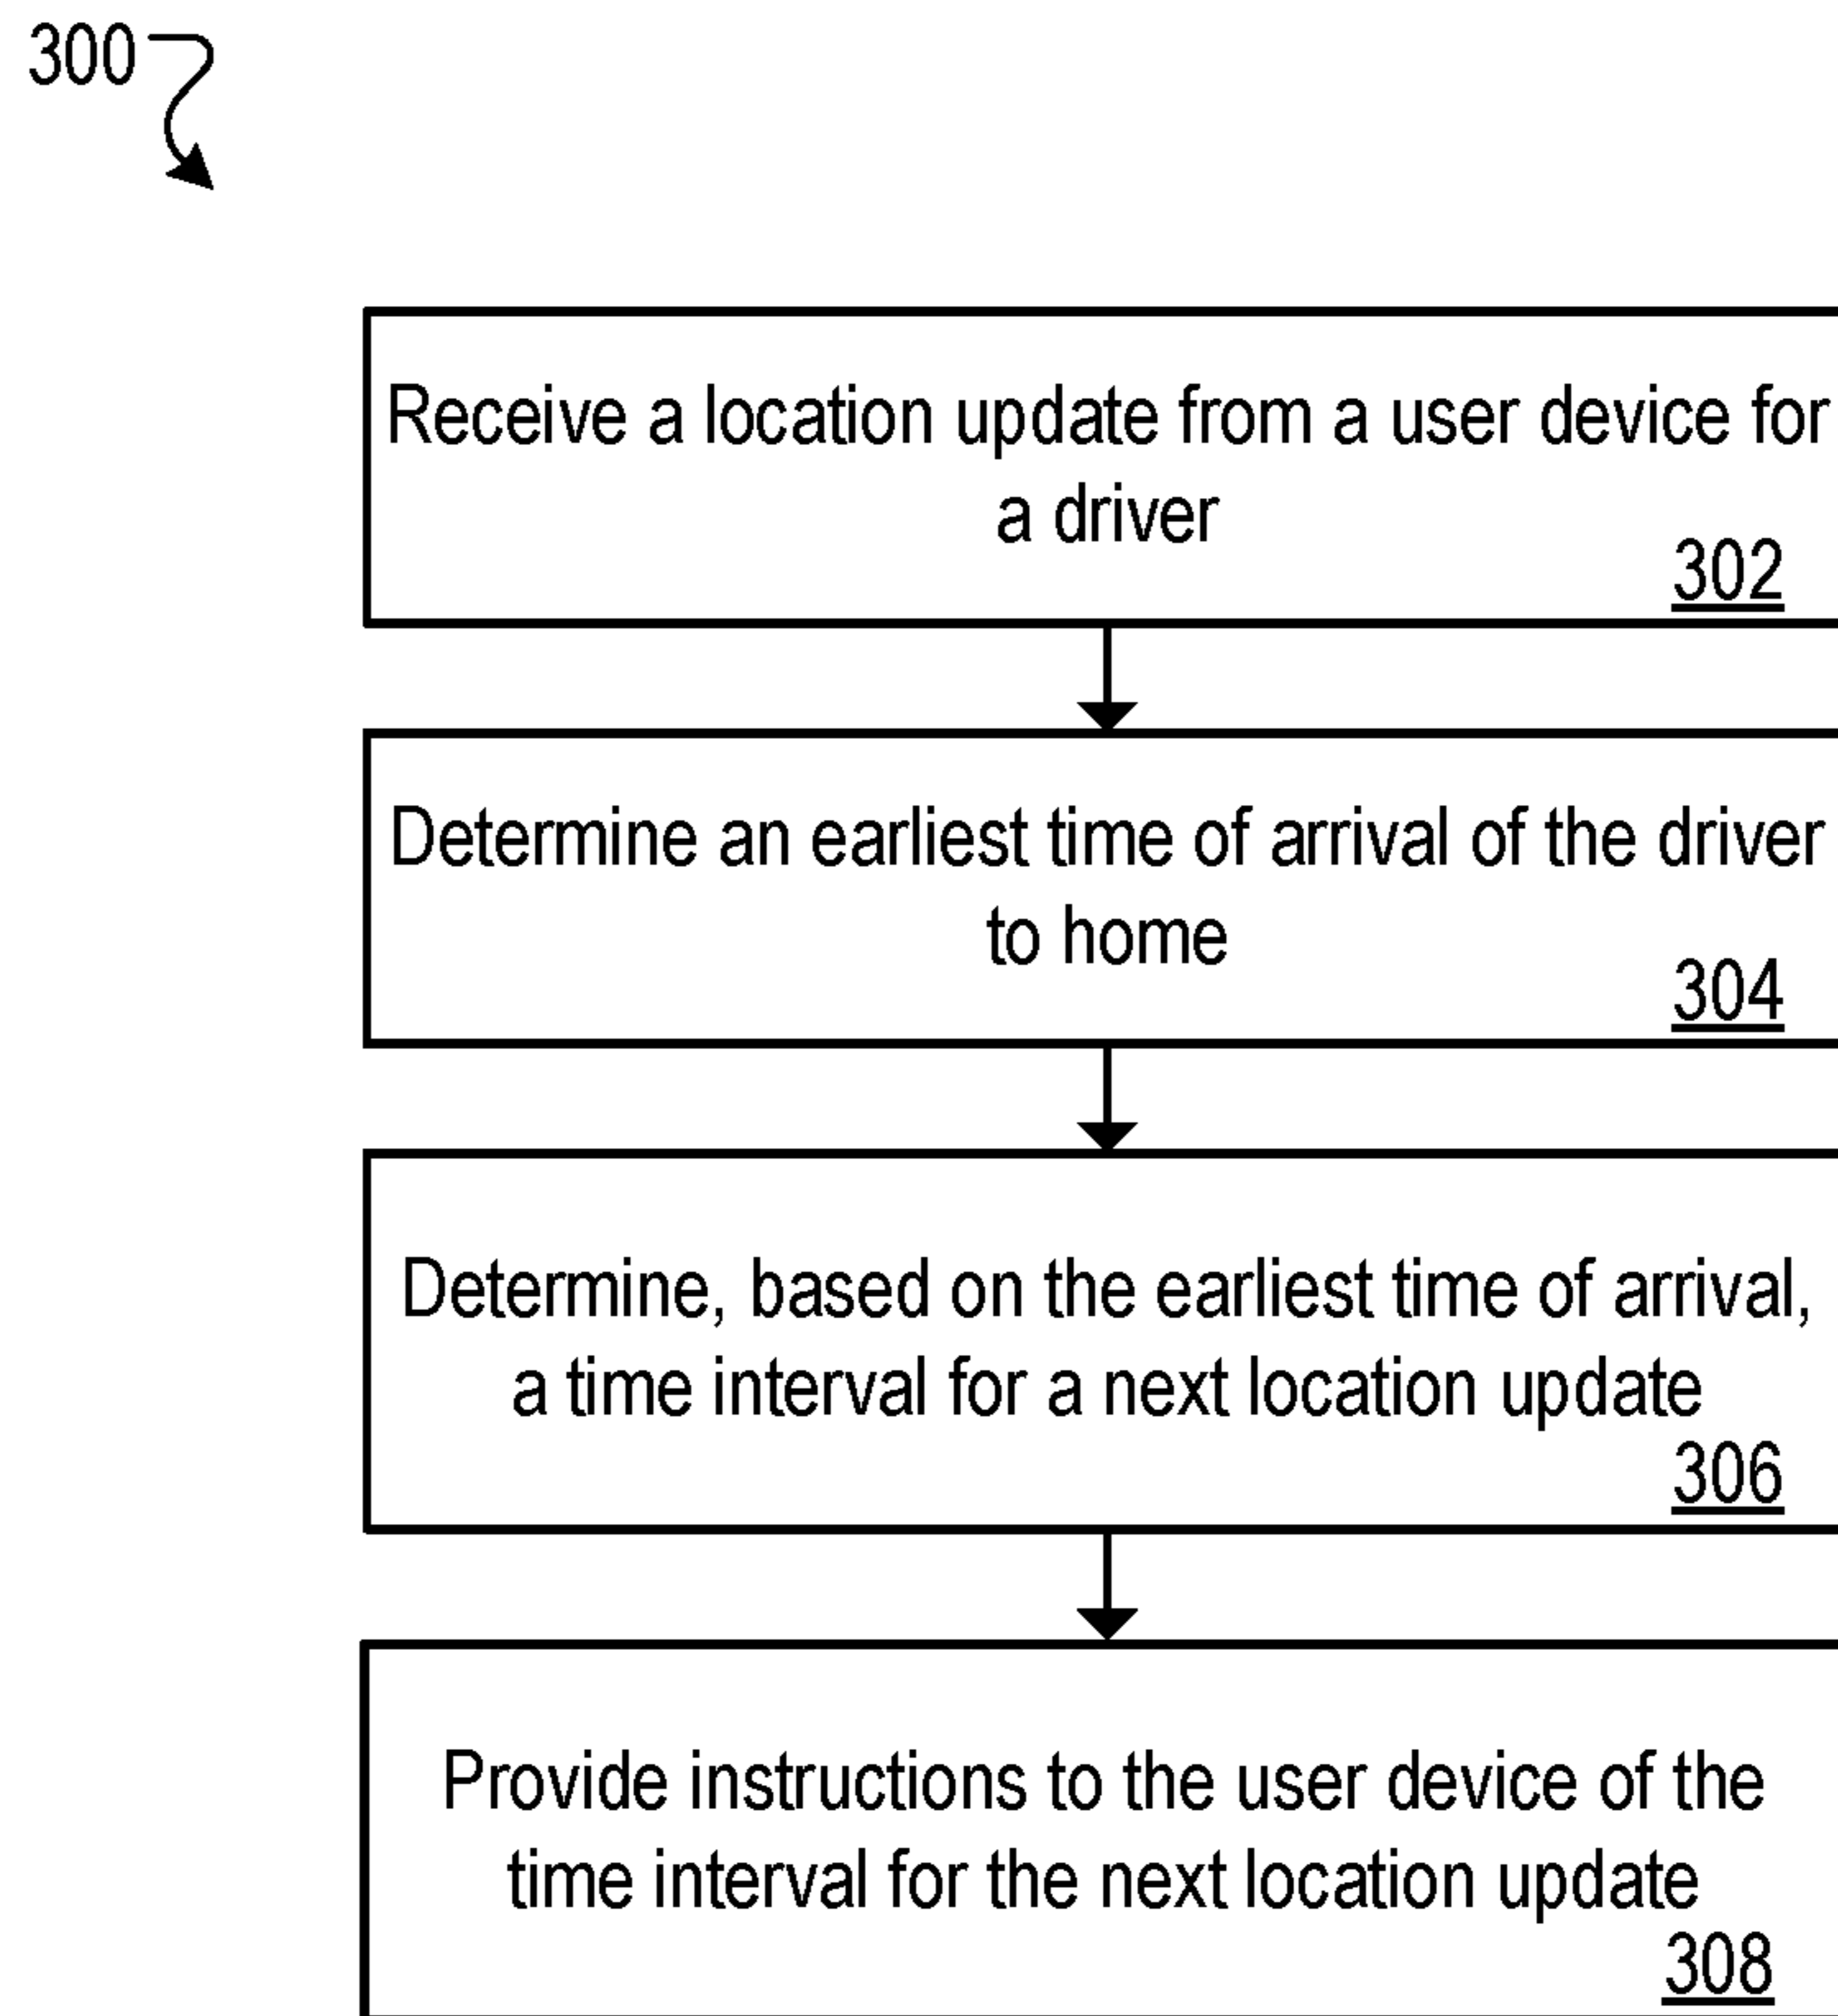 300
Receive a location update from a user device for
a driver
302
Determine an earliest time of arrival of the driver
to home
304
Determine, based on the earliest time of arrival,
a time interval for a next location update
306
Provide instructions to the user device of the
time interval for the next location update
308